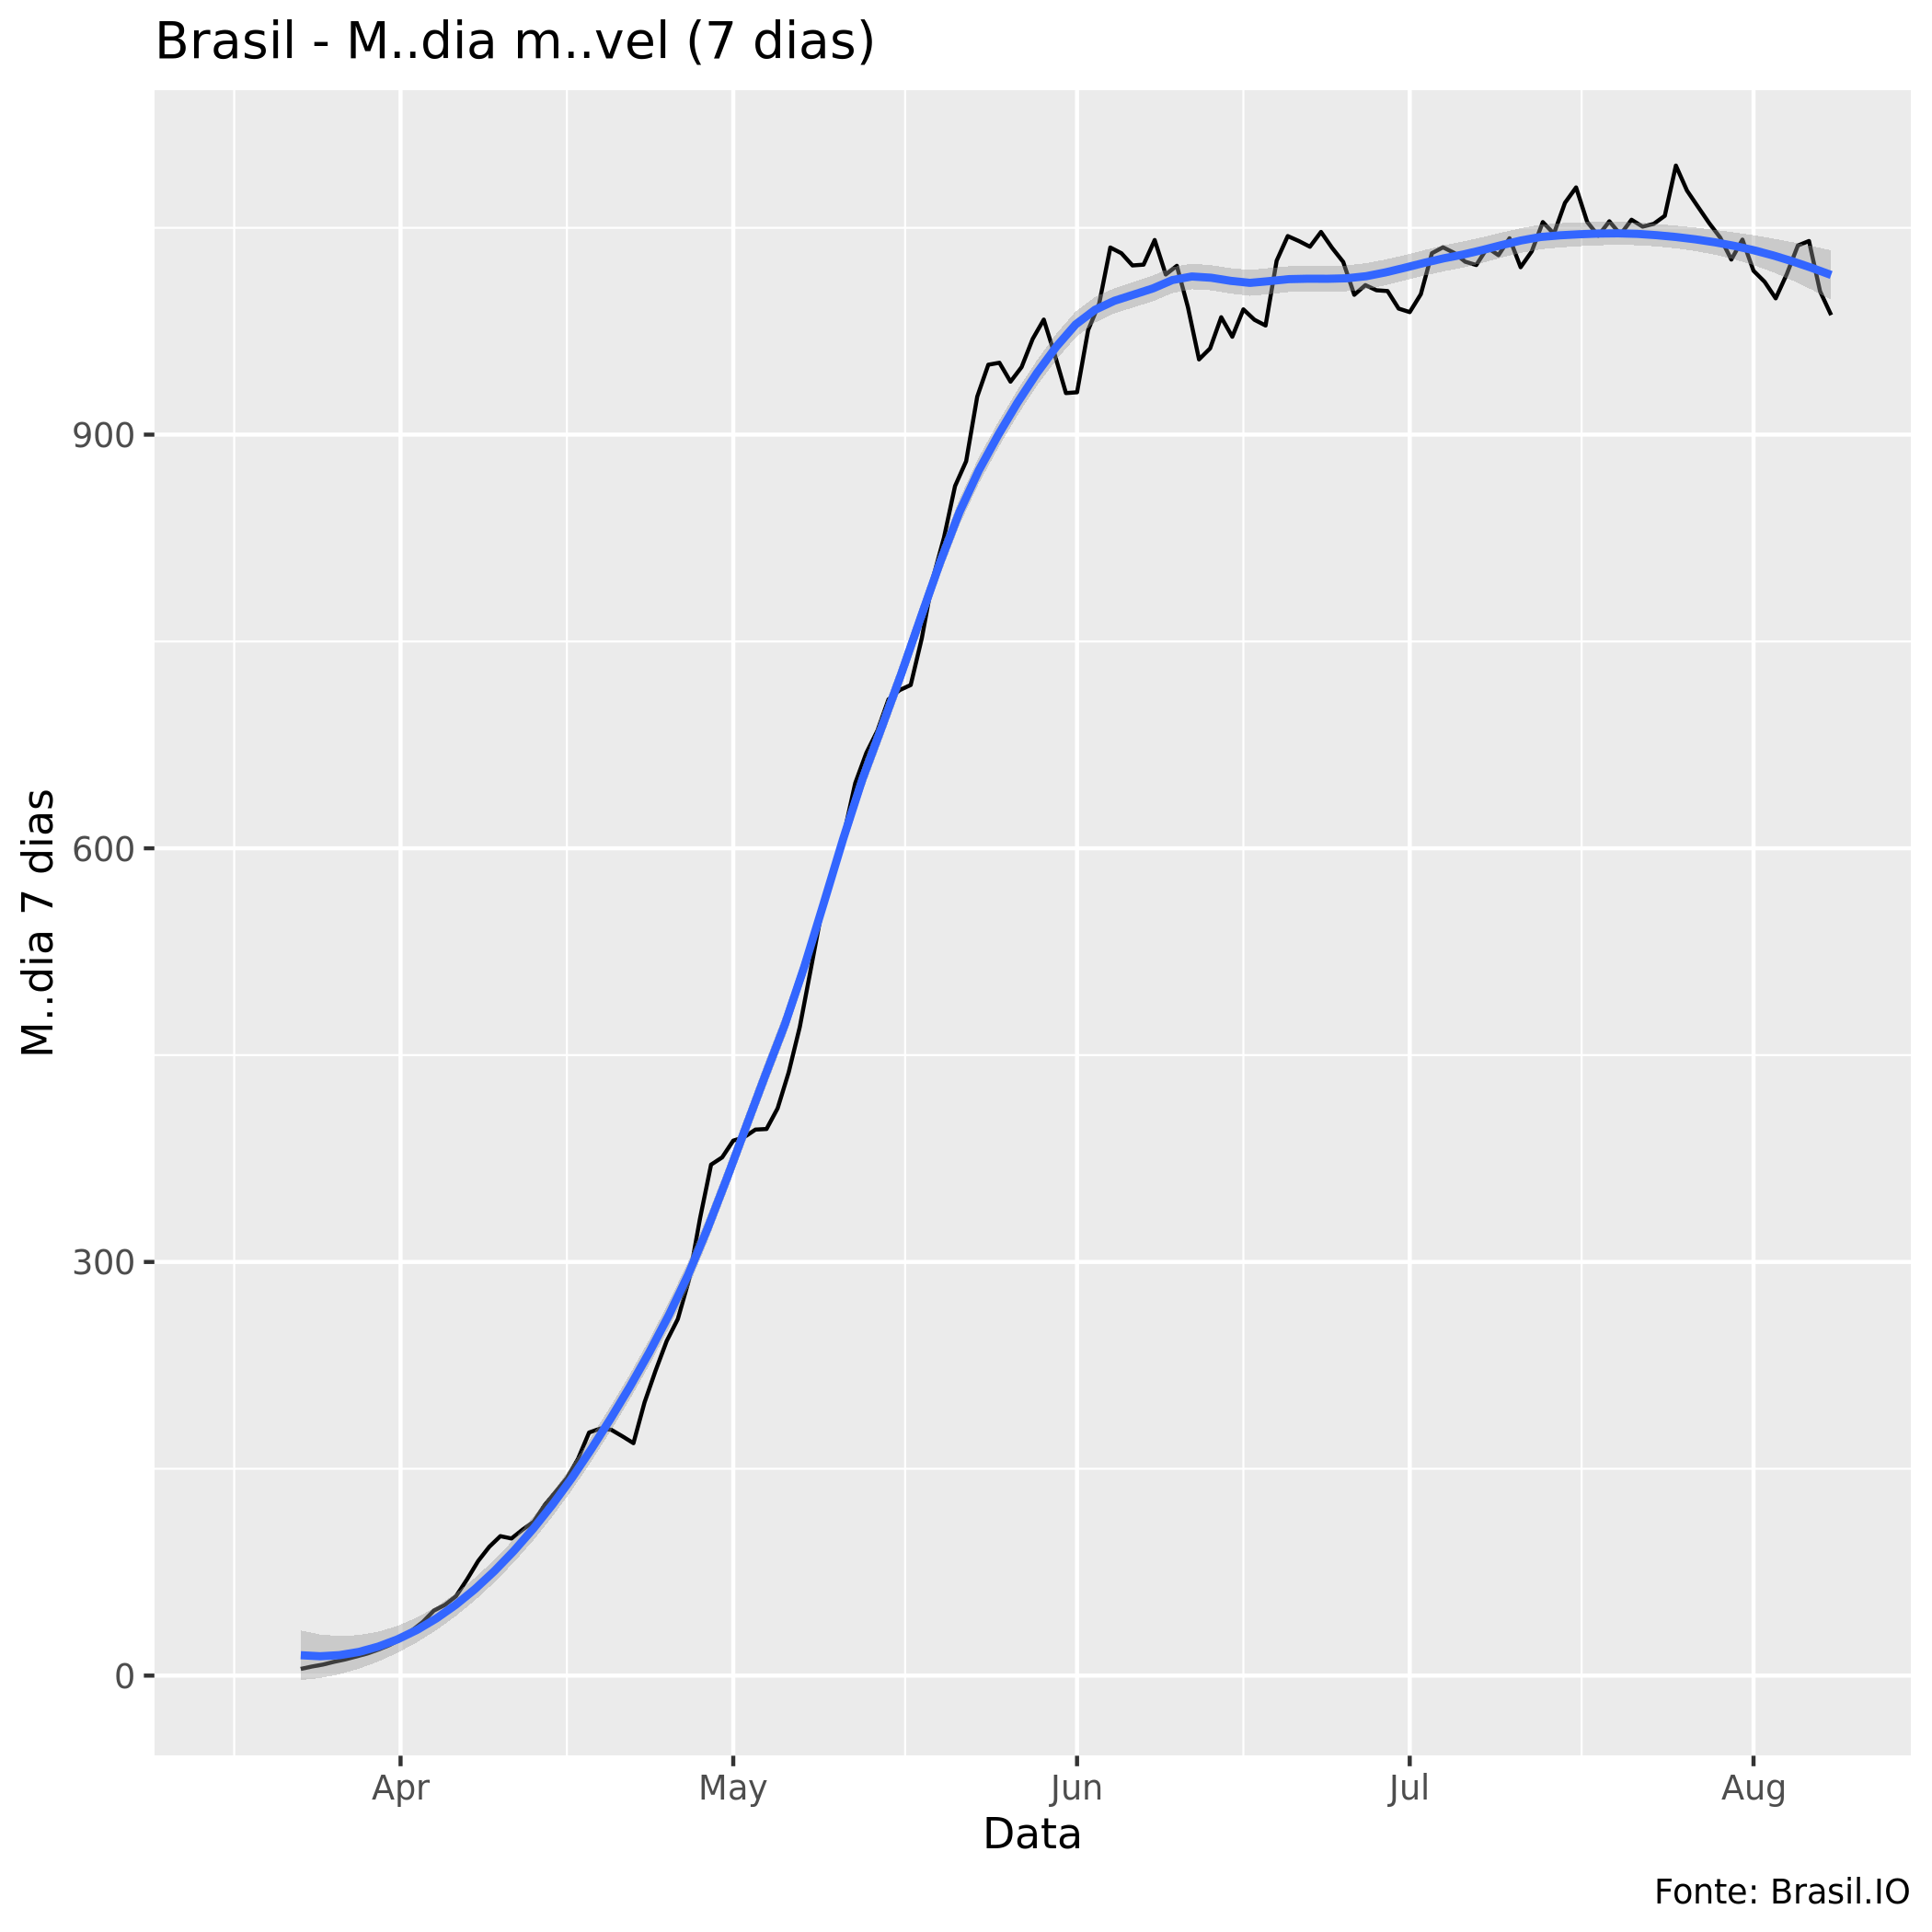 Brasil - M..dia m..vel (7 dias)
M..dia 7 dias
900
600
300
0
Apr May Jun Jul Aug
Data
Fonte: Brasil.IO